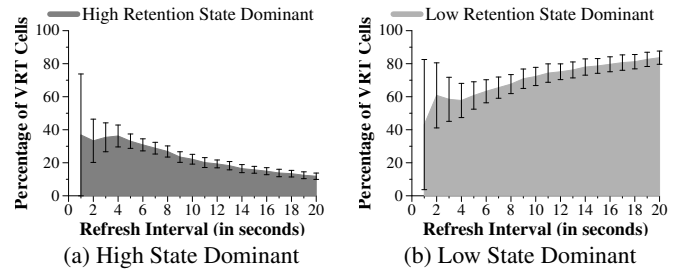 High Retention State Dominant
Percentage of VRT Cells
100
80
60
40
20
0
0 2 4 6 8 10 12 14 16 18 20
Refresh Interval (in seconds)
(a) High State Dominant
Low Retention State Dominant
Percentage of VRT Cells
100
80
60
40
20
0
0 2 4 6 8 10 12 14 16 18 20
Refresh Interval (in seconds)
(b) Low State Dominant